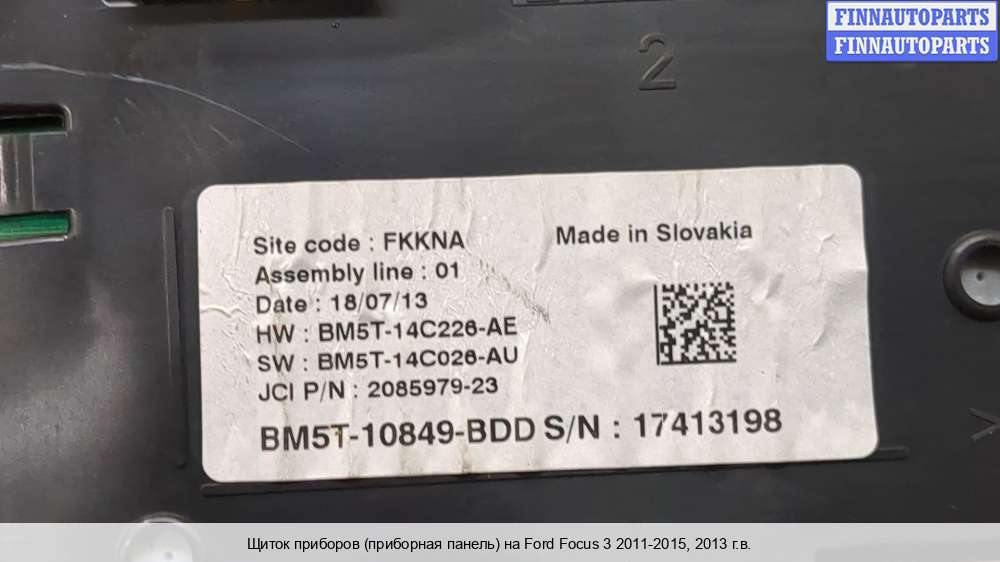 FINNAUTOPARTS
FINNAUTOPARTS
2
Site code : FKKNA
Made in Slovakia
Assembly line : 01
Date : 18/07/13
HW : BM5T-14C226-AE
SW : BM5T-14C026-AU
JCI P/N : 2085979-23
BM5T-10849-BDD S/N : 17413198
Щиток приборов (приборная панель) на Ford Focus 3 2011-2015, 2013 г.в.